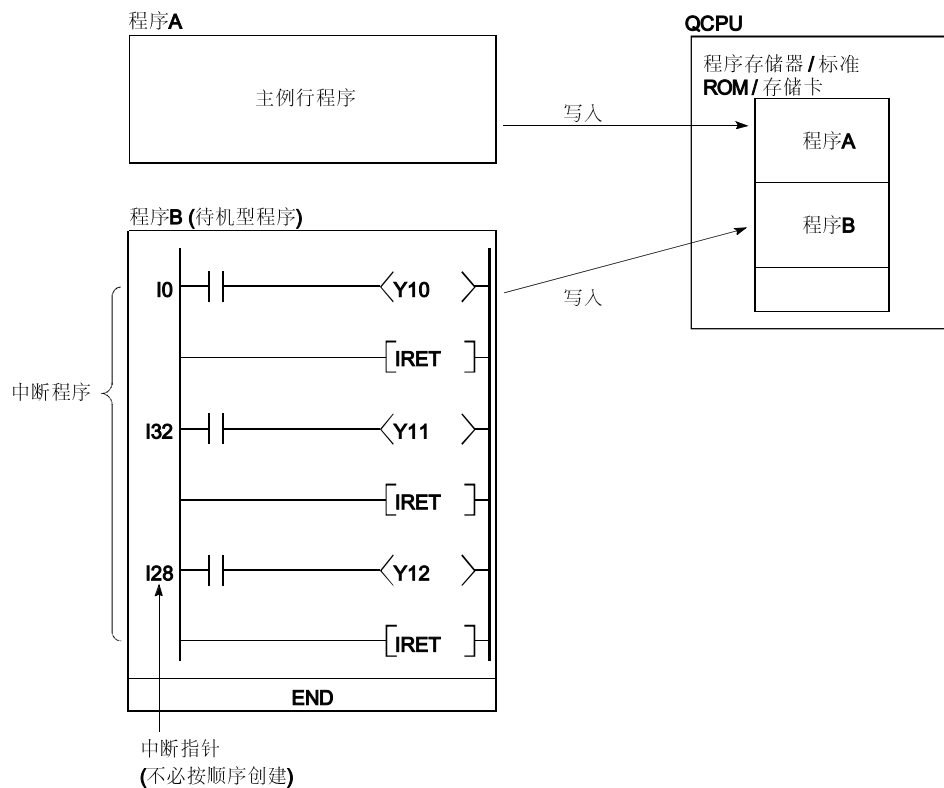 程序A
主例行程序
写入
QCPU
程序存储器 / 标准
ROM / 存储卡
程序A
程序B
程序B (待机型程序)
I0
Y10
写入
IRET
中断程序
I32
Y11
IRET
I28
Y12
IRET
END
中断指针
(不必按顺序创建)